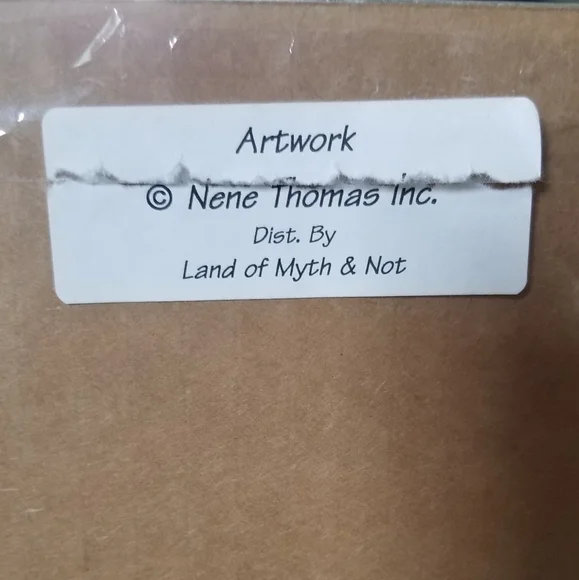 Artwork
© Nene Thomas Inc.
Dist. By
Land of Myth & Not